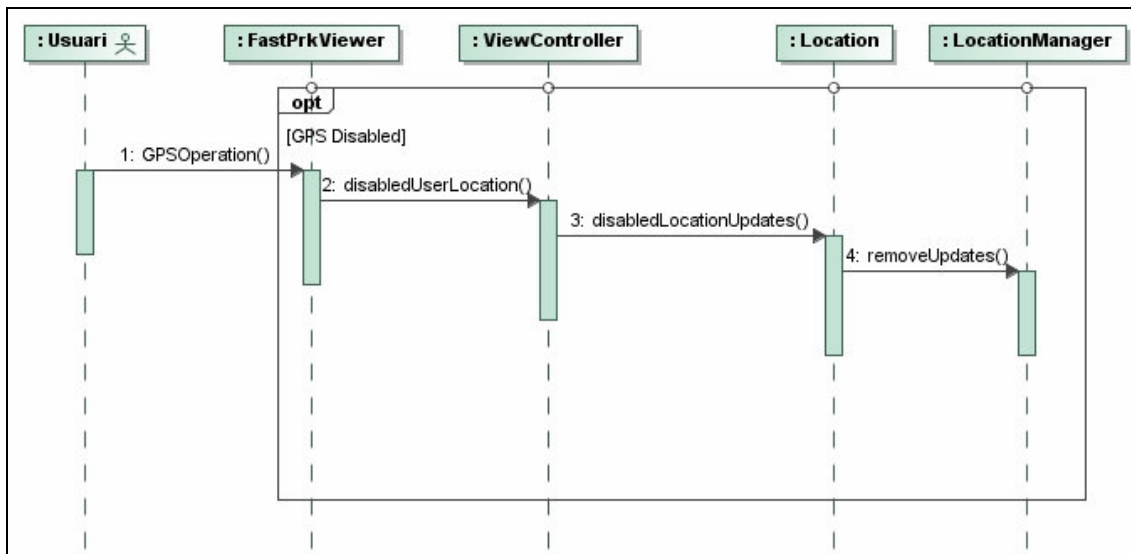 : Usuari
: FastPrkViewer
: ViewController
: Location
: LocationManager
opt
[GPS Disabled]
1: GPSOperation()
2: disabledUserLocation()
3: disabledLocationUpdates()
4: removeUpdates()